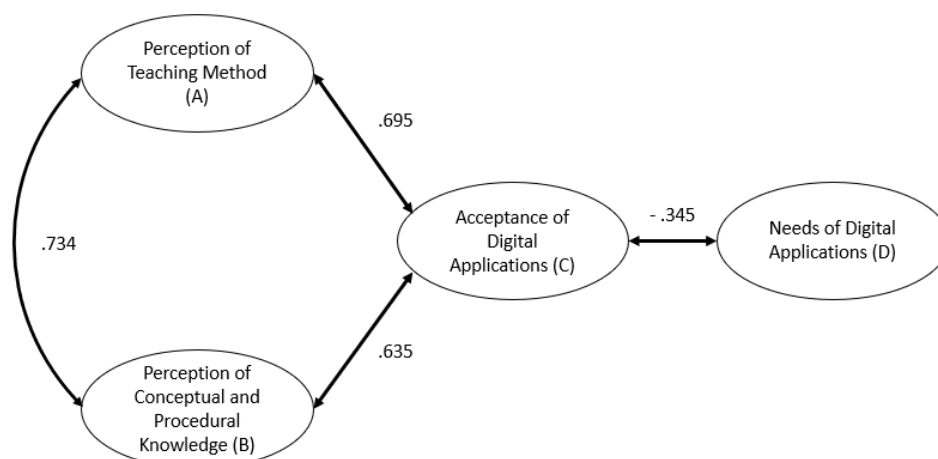 Perception of
Teaching Method
(A)
.695
.734
Acceptance of
Digital
Applications (C)
- .345
Needs of Digital
Applications (D)
.635
Perception of
Conceptual and
Procedural
Knowledge (B)